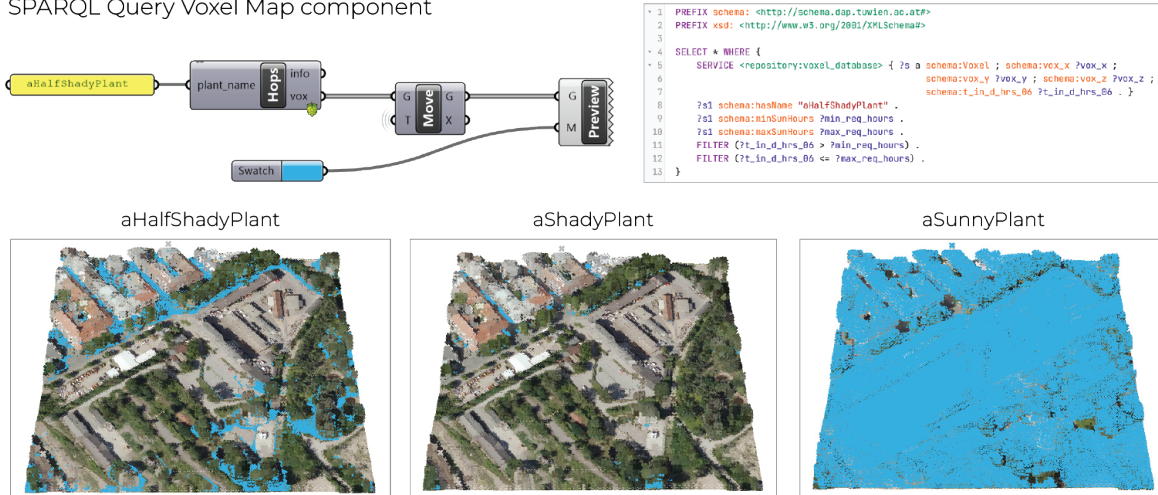 SPARQL Query Voxel Map component
aHalfShadyPlant
plant_name
Hops
info
vox
G
T
Move
G
X
G
M
Preview
Swatch
1 PREFIX schema: <http://schema.dap.tuwien.ac.at#>
2 PREFIX xsd: <http://www.w3.org/2001/XMLSchema#>
3
4 SELECT * WHERE {
5 SERVICE <repository:voxel_database> { ?s a schema:Voxel ; schema:vox_x ?vox_x ;
6 schema:vox_y ?vox_y ; schema:vox_z ?vox_z ;
7 schema:t_in_d_hrs_06 ?t_in_d_hrs_06 . }
8 ?s1 schema:hasName "aHalfShadyPlant" .
9 ?s1 schema:minSunHours ?min_req_hours .
10 ?s1 schema:maxSunHours ?max_req_hours .
11 FILTER (?t_in_d_hrs_06 > ?min_req_hours) .
12 FILTER (?t_in_d_hrs_06 <= ?max_req_hours) .
13 }
aHalfShadyPlant
aShadyPlant
aSunnyPlant